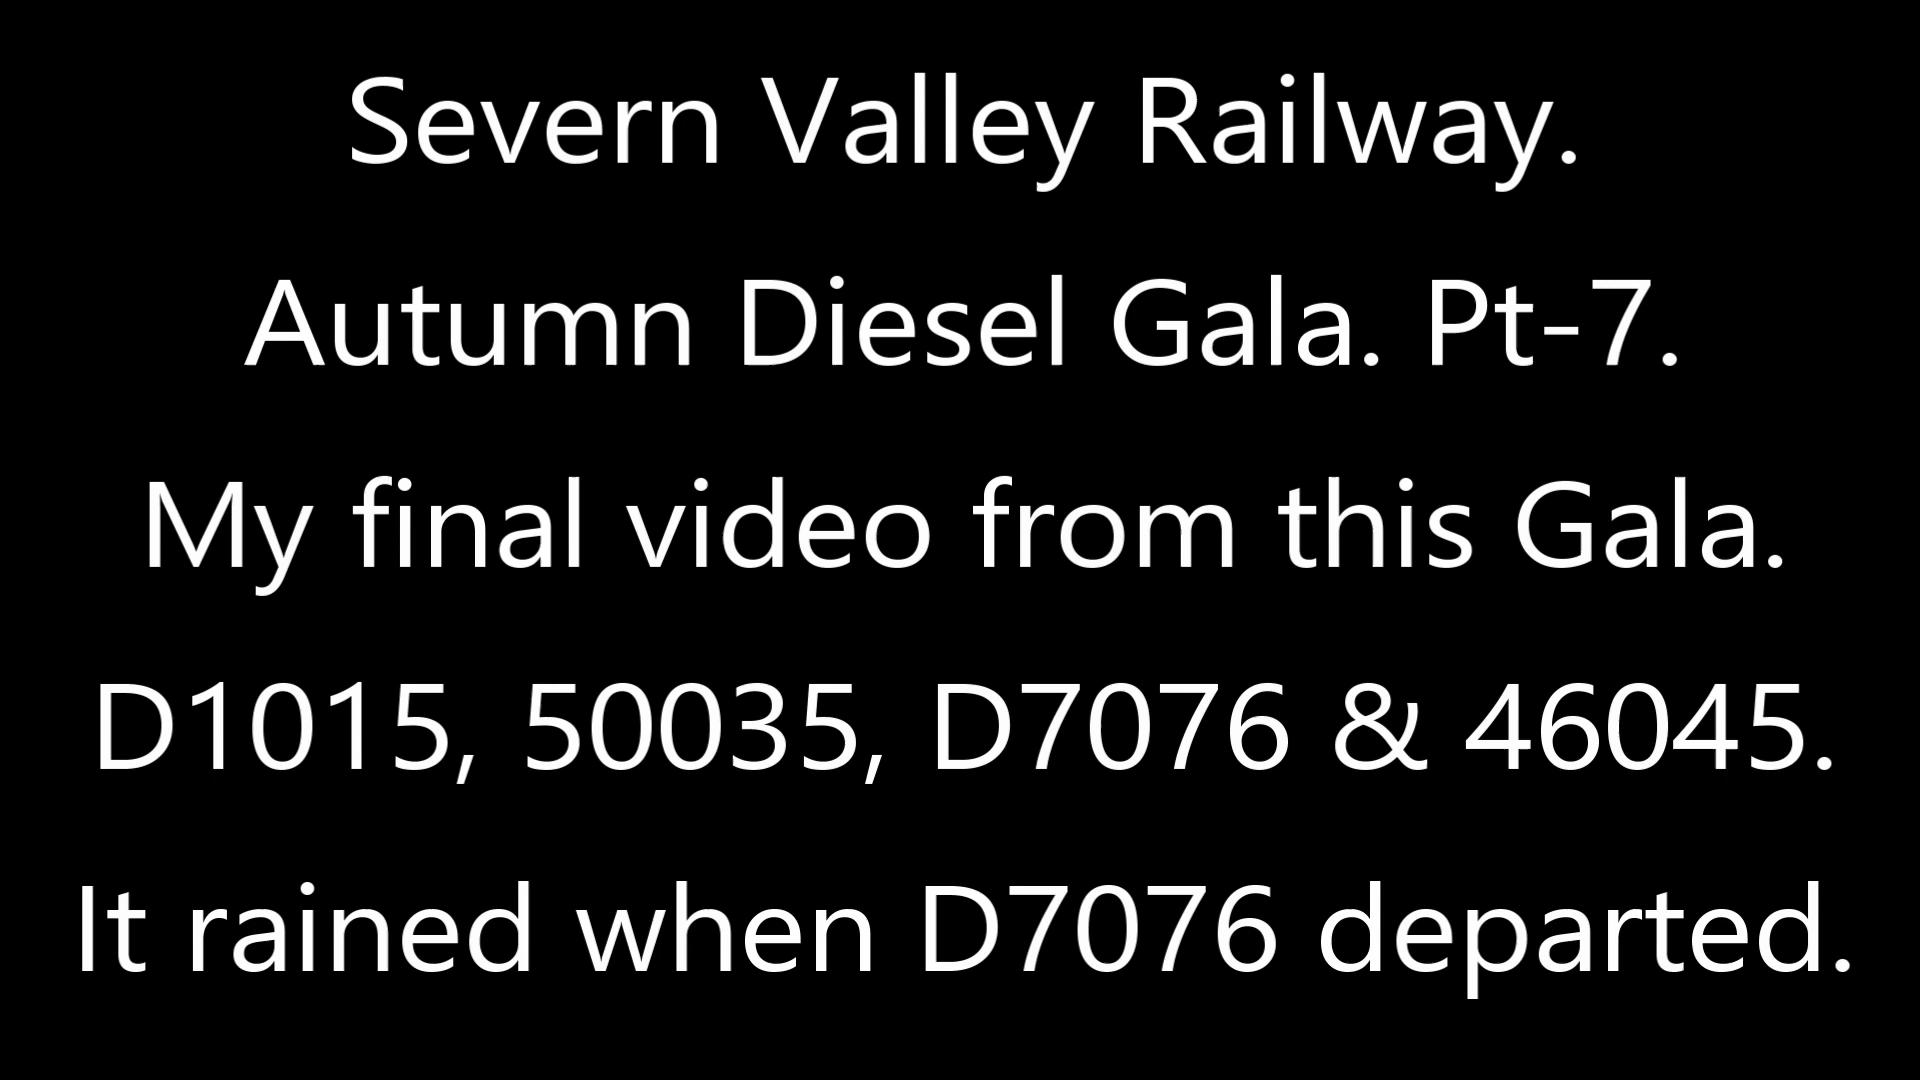 Severn Valley Railway.
Autumn Diesel Gala. Pt-7.
My final video from this Gala.
D1015, 50035, D7076 & 46045.
It rained when D7076 departed.